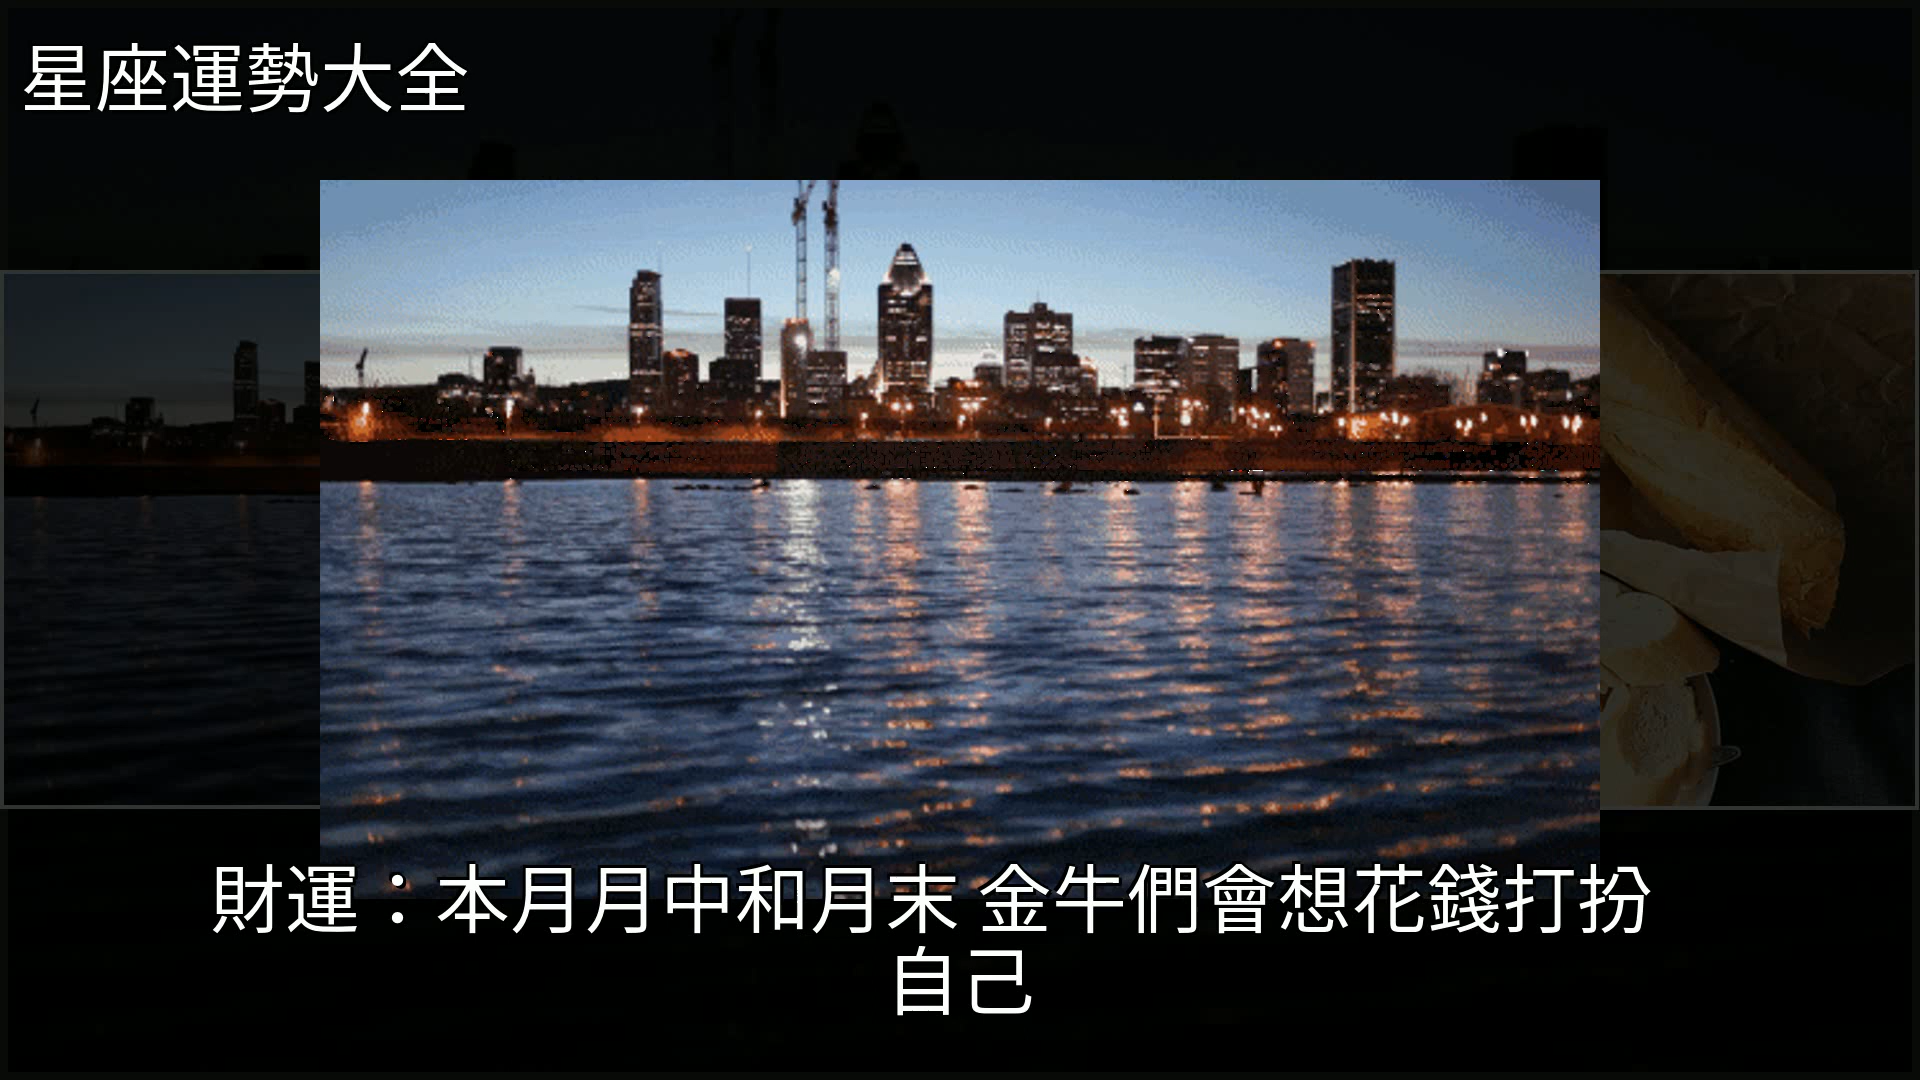 星座運勢大全
財運：本月月中和月末 金牛們會想花錢打扮
自己